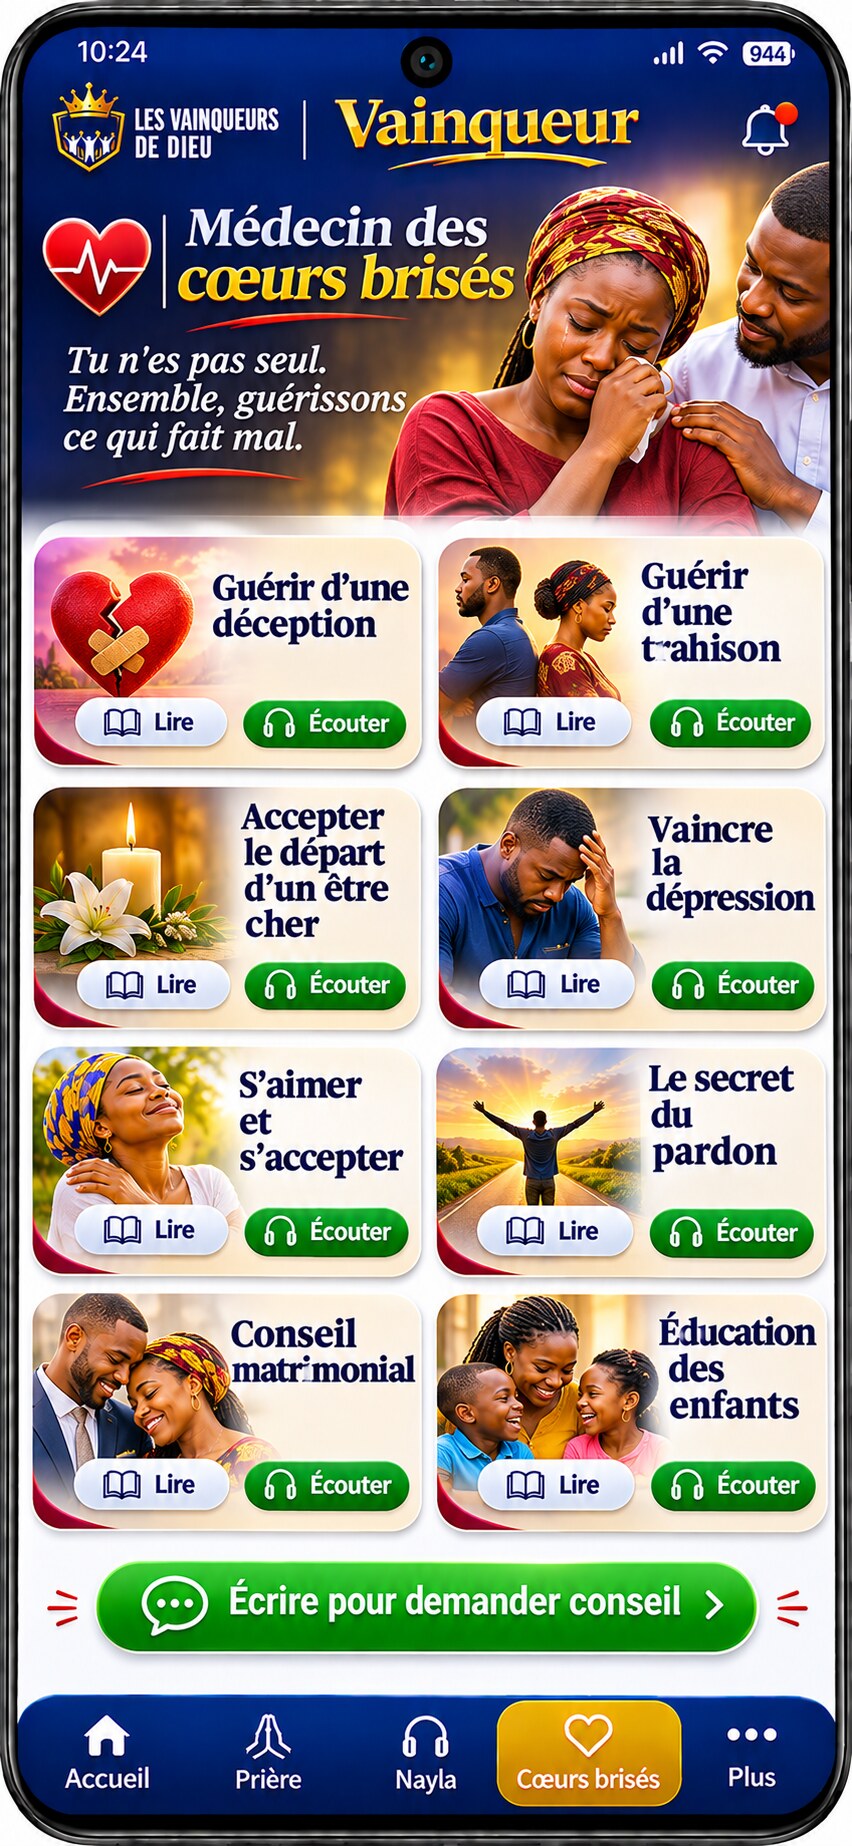 10:24
944
LES VAINQUEURS
DE DIEU
Vainqueur
Médecin des
cœurs brisés
Tu n'es pas seul.
Ensemble, guérissons
ce qui fait mal.
Guérir d’une
déception
Lire
Écouter
Guérir
d’une
trahison
Lire
Écouter
Accepter
le départ
d’un être
cher
Lire
Écouter
Vaincre
la
dépression
Lire
Écouter
S’aimer
et
s’accepter
Lire
Écouter
Le secret
du
pardon
Lire
Écouter
Conseil
matrimonial
Lire
Écouter
Éducation
des
enfants
Lire
Écouter
Écrire pour demander conseil
Accueil
Prière
Nayla
Cœurs brisés
Plus